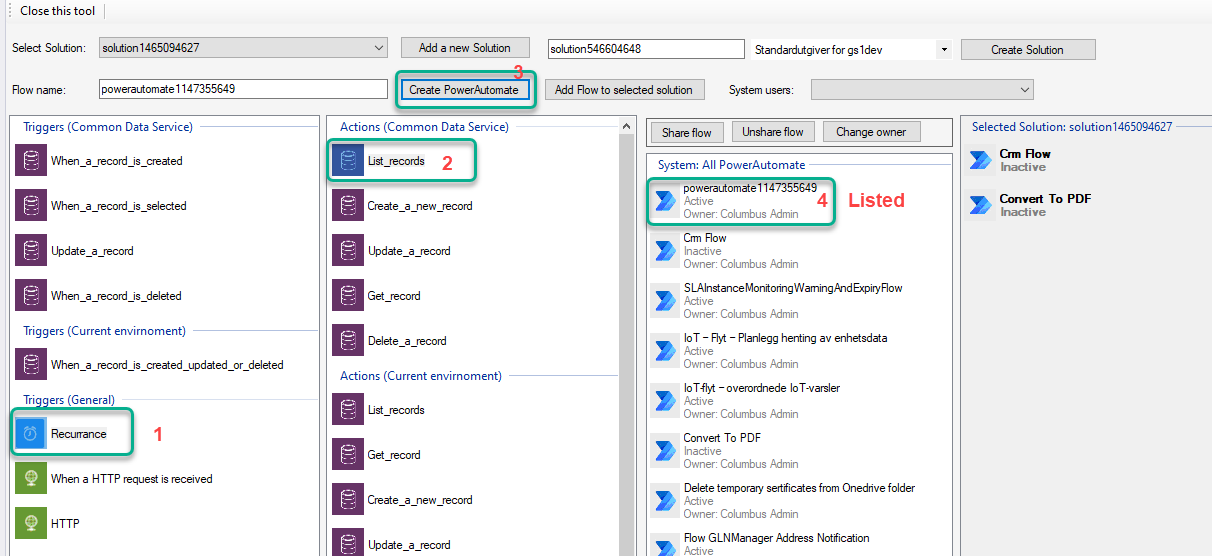 Close this tool
Select Solution: solution1465094627 Add a new Solution solution546604648 Standardutgiver for gs1dev Create Solution
3
Flow name: powerautomate1147355649 Create PowerAutomate Add Flow to selected solution System users:
Triggers (Common Data Service)
When_a_record_is_created
When_a_record_is_selected
Update_a_record
When_a_record_is_deleted
Triggers (Current envirnoment)
When_a_record_is_created_updated_or_deleted
Triggers (General)
Recurrance 1
When a HTTP request is received
HTTP
Actions (Common Data Service)
List_records 2
Create_a_new_record
Update_a_record
Get_record
Delete_a_record
Actions (Current envirnoment)
List_records
Get_record
Create_a_new_record
Update_a_record
Share flow Unshare flow Change owner
System: All PowerAutomate
powerautomate1147355649
Active
Owner: Columbus Admin
4 Listed
Crm Flow
Inactive
Owner: Columbus Admin
SLAInstanceMonitoringWarningAndExpiryFlow
Active
Owner: Columbus Admin
IoT – Flyt – Planlegg henting av enhetsdata
Active
Owner: Columbus Admin
IoT-flyt – overordnede IoT-varsler
Active
Owner: Columbus Admin
Convert To PDF
Inactive
Owner: Columbus Admin
Delete temporary sertificates from Onedrive folder
Active
Owner: Columbus Admin
Flow GLNManager Address Notification
Active
Selected Solution: solution1465094627
Crm Flow
Inactive
Convert To PDF
Inactive